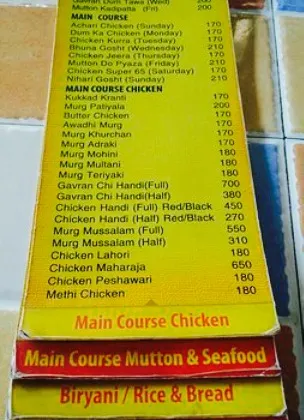 Gavran Dum Tawa (Wed) 200
Mutton Kadipatta (Fri) 200
MAIN COURSE
Achari Chicken (Sunday) 170
Dum Ka Chicken (Monday) 170
Chicken Kurra (Tuesday) 170
Bhuna Gosht (Wednesday) 210
Chicken Jeera (Thursday) 170
Mutton Do Pyaza (Friday) 210
Chicken Super 65 (Saturday) 170
Nihari Gosht (Sunday) 210
MAIN COURSE CHICKEN
Kukkad Kranti 170
Murg Patiyala 200
Butter Chicken 170
Awadhi Murg 170
Murg Khurchan 170
Murg Adraki 170
Murg Mohini 180
Murg Multani 180
Murg Teriyaki 180
Gavran Chi Handi(Full) 700
Gavran Chi Handi(Half) 380
Chicken Handi (Full) Red/Black 450
Chicken Handi (Half) Red/Black 270
Murg Mussalam (Full) 550
Murg Mussalam (Half) 310
Chicken Lahori 180
Chicken Maharaja 650
Chicken Peshawari 180
Methi Chicken 180
Main Course Chicken
Main Course Mutton & Seafood
Biryani / Rice & Bread